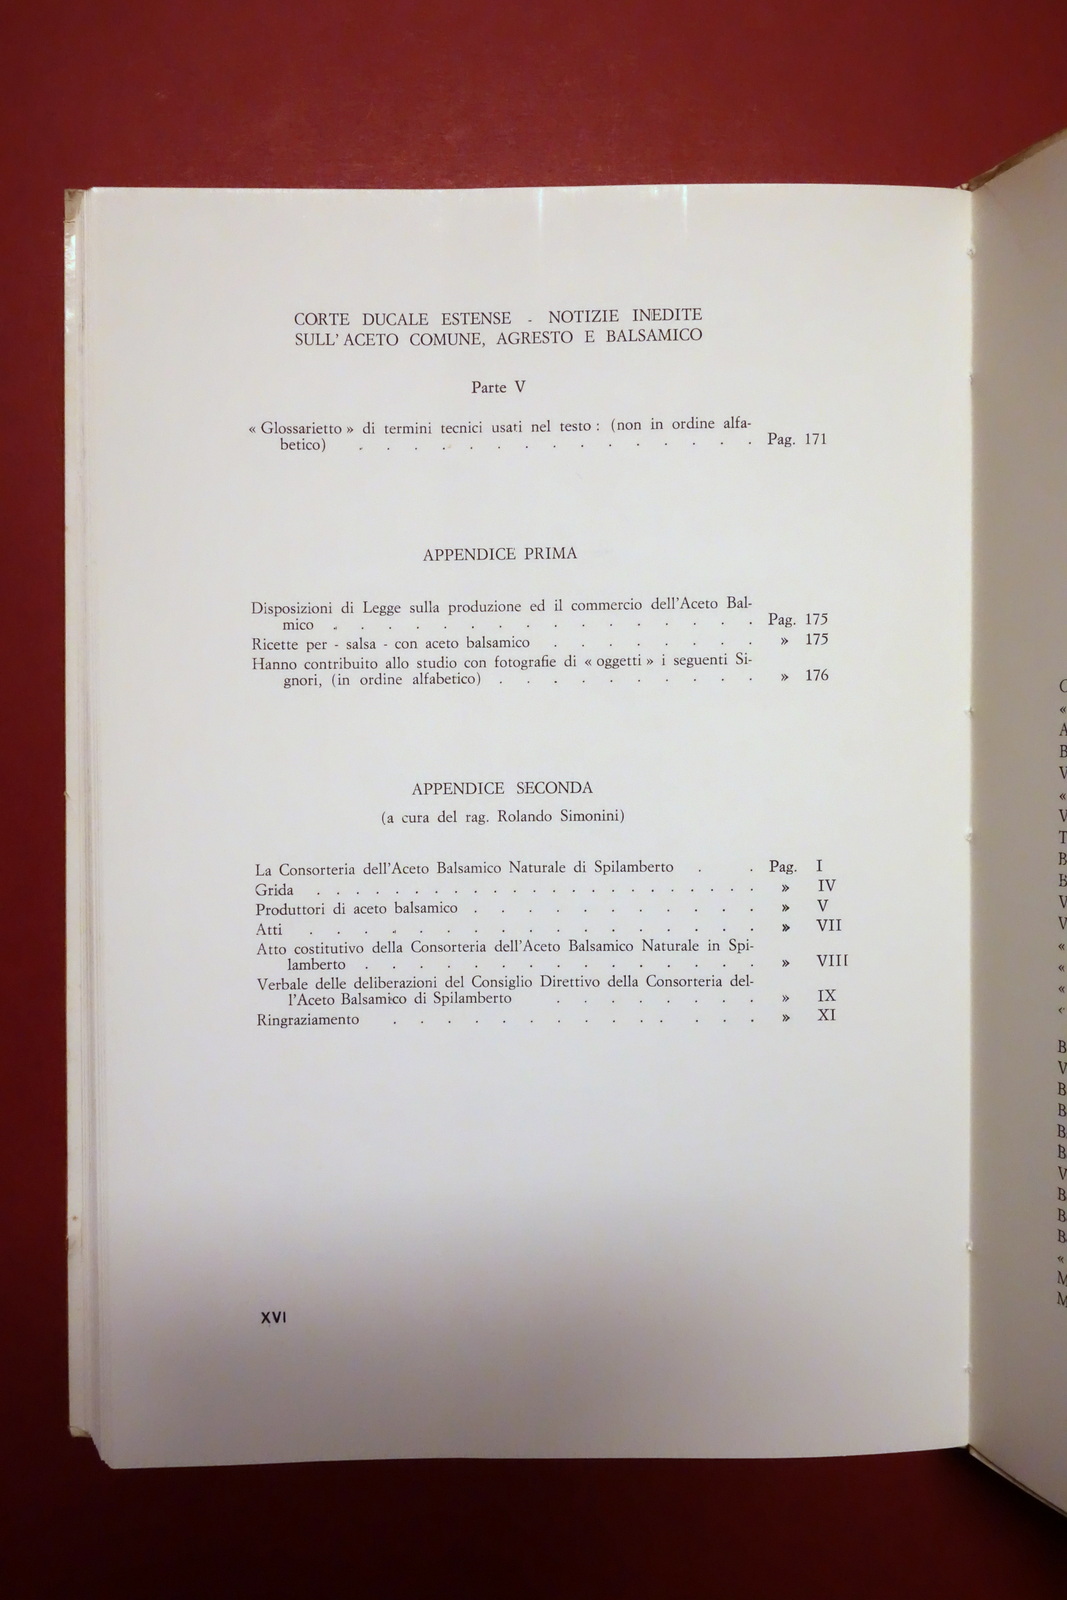 CORTE DUCALE ESTENSE - NOTIZIE INEDITE
SULL' ACETO COMUNE, AGRESTO E BALSAMICO
Parte V
« Glossarietto » di termini tecnici usati nel testo : (non in ordine alfa-
betico) . . . . . . . . . . . . . . . Pag. 171
APPENDICE PRIMA
Disposizioni di Legge sulla produzione ed il commercio dell'Aceto Bal-
mico . . . . . . . . . . . . . . . . Pag. 175
Ricette per - salsa - con aceto balsamico . . . . . . . . » 175
Hanno contribuito allo studio con fotografie di « oggetti » i seguenti Si-
gnori, (in ordine alfabetico) . . . . . . . . . . » 176
APPENDICE SECONDA
(a cura del rag. Rolando Simonini)
La Consorteria dell'Aceto Balsamico Naturale di Spilamberto . . Pag. I
Grida . . . . . . . . . . . . . . . . . . » IV
Produttori di aceto balsamico . . . . . . . . . . . » V
Atti . . . . . . . . . . . . . . . . . » VII
Atto costitutivo della Consorteria dell'Aceto Balsamico Naturale in Spi-
lamberto . . . . . . . . . . . . . . . » VIII
Verbale delle deliberazioni del Consiglio Direttivo della Consorteria del-
l'Aceto Balsamico di Spilamberto . . . . . . . . » IX
Ringraziamento . . . . . . . . . . . . . . » XI
XVI